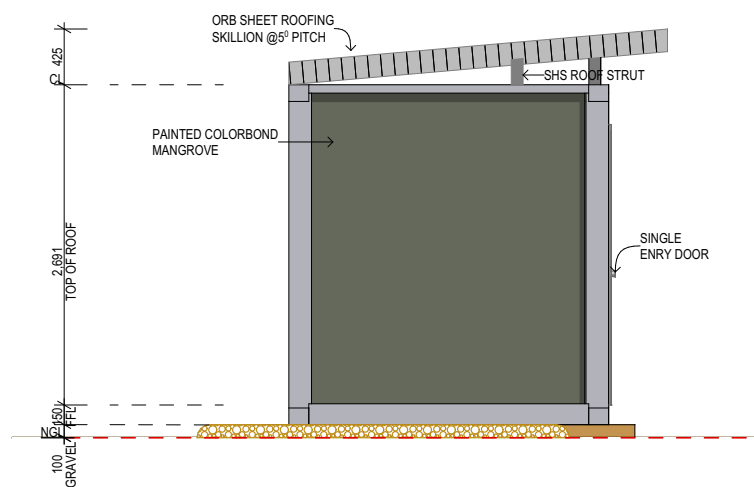 ORB SHEET ROOFING
SKILLION @5⁰ PITCH
SHS ROOF STRUT
PAINTED COLORBOND
MANGROVE
SINGLE
ENRY DOOR
425
CL
2,691
TOP OF ROOF
150
FFL
NGL
100
GRAVEL